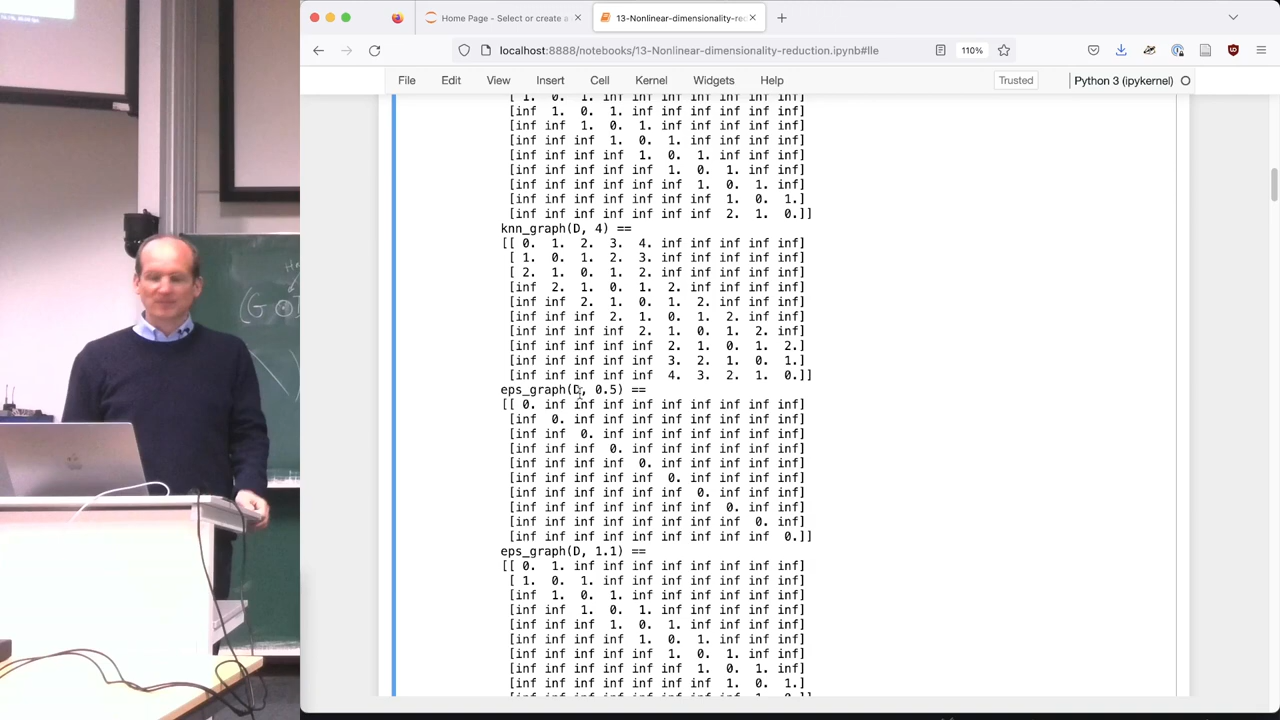 Home Page - Select or create a
13-Nonlinear-dimensionality-re
localhost:8888/notebooks/13-Nonlinear-dimensionality-reduction.ipynb#lle
110%
File Edit View Insert Cell Kernel Widgets Help
Trusted
Python 3 (ipykernel)
[ 1. 0. 1. inf inf inf inf inf inf inf]
[inf 1. 0. 1. inf inf inf inf inf inf]
[inf inf 1. 0. 1. inf inf inf inf inf]
[inf inf inf 1. 0. 1. inf inf inf inf]
[inf inf inf inf 1. 0. 1. inf inf inf]
[inf inf inf inf inf 1. 0. 1. inf inf]
[inf inf inf inf inf inf 1. 0. 1. inf]
[inf inf inf inf inf inf inf 1. 0. 1.]
[inf inf inf inf inf inf inf 2. 1. 0.]]
knn_graph(D, 4) ==
[[ 0. 1. 2. 3. 4. inf inf inf inf inf]
[ 1. 0. 1. 2. 3. inf inf inf inf inf]
[ 2. 1. 0. 1. 2. inf inf inf inf inf]
[inf 2. 1. 0. 1. 2. inf inf inf inf]
[inf inf 2. 1. 0. 1. 2. inf inf inf]
[inf inf inf 2. 1. 0. 1. 2. inf inf]
[inf inf inf inf 2. 1. 0. 1. 2. inf]
[inf inf inf inf inf 2. 1. 0. 1. 2.]
[inf inf inf inf inf 3. 2. 1. 0. 1.]
[inf inf inf inf inf 4. 3. 2. 1. 0.]]
eps_graph(D, 0.5) ==
[[ 0. inf inf inf inf inf inf inf inf inf]
[inf 0. inf inf inf inf inf inf inf inf]
[inf inf 0. inf inf inf inf inf inf inf]
[inf inf inf 0. inf inf inf inf inf inf]
[inf inf inf inf 0. inf inf inf inf inf]
[inf inf inf inf inf 0. inf inf inf inf]
[inf inf inf inf inf inf 0. inf inf inf]
[inf inf inf inf inf inf inf 0. inf inf]
[inf inf inf inf inf inf inf inf 0. inf]
[inf inf inf inf inf inf inf inf inf 0.]]
eps_graph(D, 1.1) ==
[[ 0. 1. inf inf inf inf inf inf inf inf]
[ 1. 0. 1. inf inf inf inf inf inf inf]
[inf 1. 0. 1. inf inf inf inf inf inf]
[inf inf 1. 0. 1. inf inf inf inf inf]
[inf inf inf 1. 0. 1. inf inf inf inf]
[inf inf inf inf 1. 0. 1. inf inf inf]
[inf inf inf inf inf 1. 0. 1. inf inf]
[inf inf inf inf inf inf 1. 0. 1. inf]
[inf inf inf inf inf inf inf 1. 0. 1.]